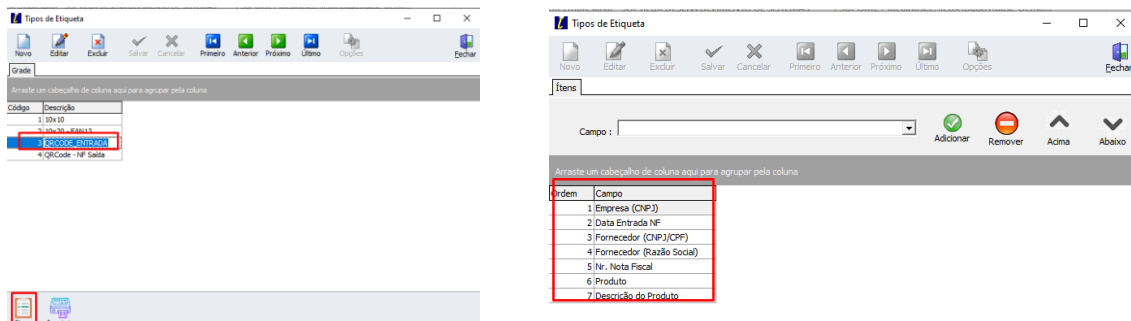 Tipos de Etiqueta
Novo Editar Excluir Salvar Cancelar Primeiro Anterior Próximo Último Opções Fechar
Grade
Arraste um cabeçalho de coluna aqui para agrupar pela coluna
Código Descrição
1 10x10
2 10x20 - EAN13
3 QRCODE_ENTRADA
4 QRCode - NF Saída
Tipos de Etiqueta
Novo Editar Excluir Salvar Cancelar Primeiro Anterior Próximo Último Opções Fechar
Ítens
Campo :
Adicionar Remover Acima Abaixo
Arraste um cabeçalho de coluna aqui para agrupar pela coluna
Ordem Campo
1 Empresa (CNPJ)
2 Data Entrada NF
3 Fornecedor (CNPJ/CPF)
4 Fornecedor (Razão Social)
5 Nr. Nota Fiscal
6 Produto
7 Descrição do Produto